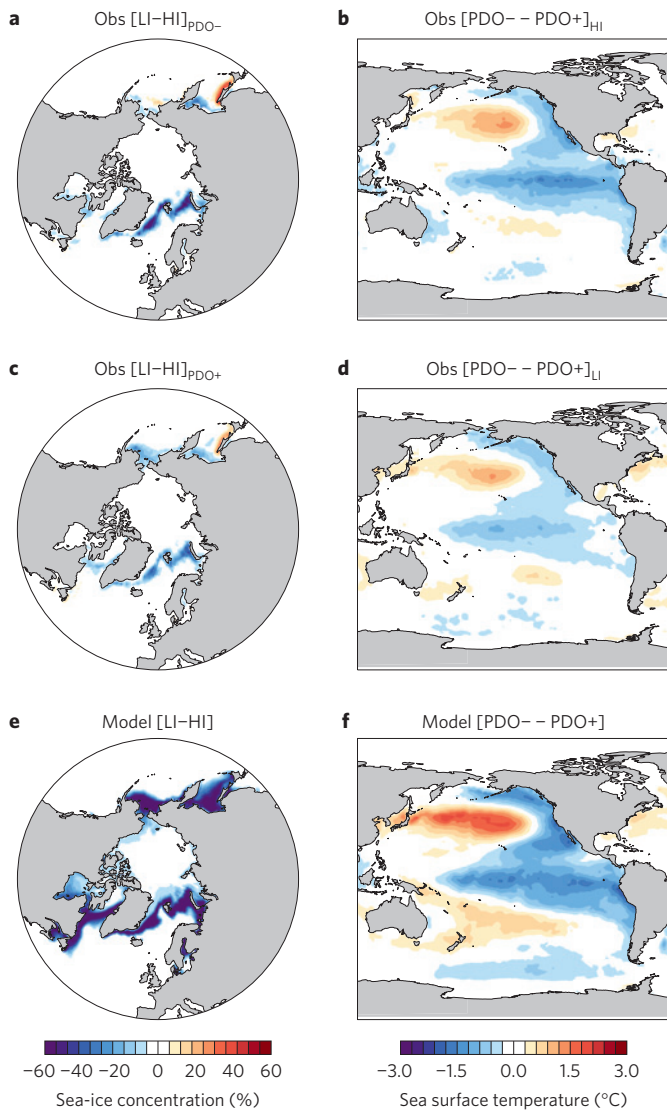 a Obs [LI–HI]PDO−
b Obs [PDO− – PDO+]HI
c Obs [LI–HI]PDO+
d Obs [PDO− – PDO+]LI
e Model [LI–HI]
f Model [PDO− – PDO+]
−60 −40 −20 0 20 40 60
Sea-ice concentration (%)
−3.0 −1.5 0.0 1.5 3.0
Sea surface temperature (°C)